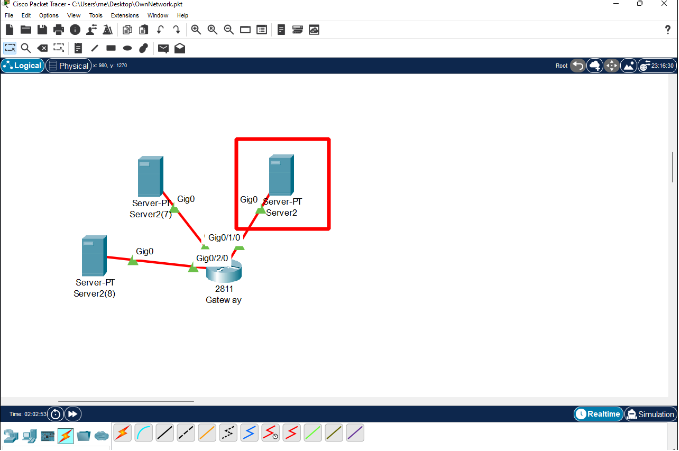 Cisco Packet Tracer - C:\Users\me\Desktop\OwnNetwork.pkt
File Edit Options View Tools Extensions Window Help
Logical Physical x: 980, y: 1270 Root 23:16:30
Server-PT
Server2(7)
Gig0
Gig0
Server-PT
Server2
Gig0/1/0
Gig0
Gig0/2/0
Server-PT
Server2(8)
2811
Gateway
Time: 02:02:53 Realtime Simulation